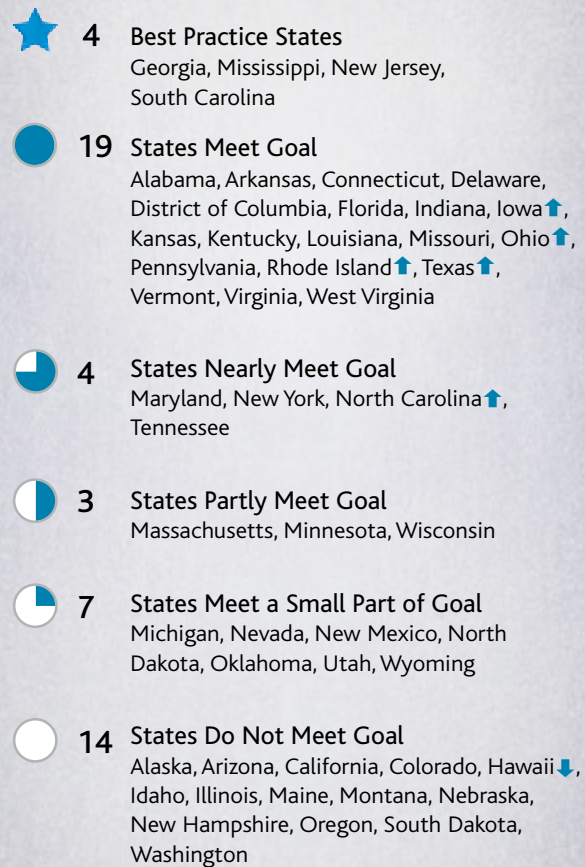 4 Best Practice States
Georgia, Mississippi, New Jersey,
South Carolina
19 States Meet Goal
Alabama, Arkansas, Connecticut, Delaware,
District of Columbia, Florida, Indiana, Iowa⬆,
Kansas, Kentucky, Louisiana, Missouri, Ohio⬆,
Pennsylvania, Rhode Island⬆, Texas⬆,
Vermont, Virginia, West Virginia
4 States Nearly Meet Goal
Maryland, New York, North Carolina⬆,
Tennessee
3 States Partly Meet Goal
Massachusetts, Minnesota, Wisconsin
7 States Meet a Small Part of Goal
Michigan, Nevada, New Mexico, North
Dakota, Oklahoma, Utah, Wyoming
14 States Do Not Meet Goal
Alaska, Arizona, California, Colorado, Hawaii⬇,
Idaho, Illinois, Maine, Montana, Nebraska,
New Hampshire, Oregon, South Dakota,
Washington